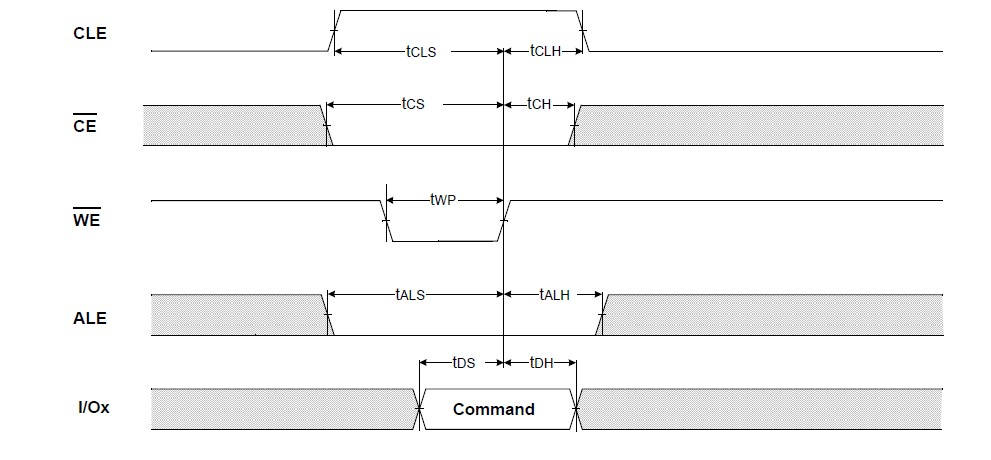 CLE
tCLS tCLH
CE
tCS tCH
WE
tWP
ALE
tALS tALH
tDS tDH
I/Ox
Command